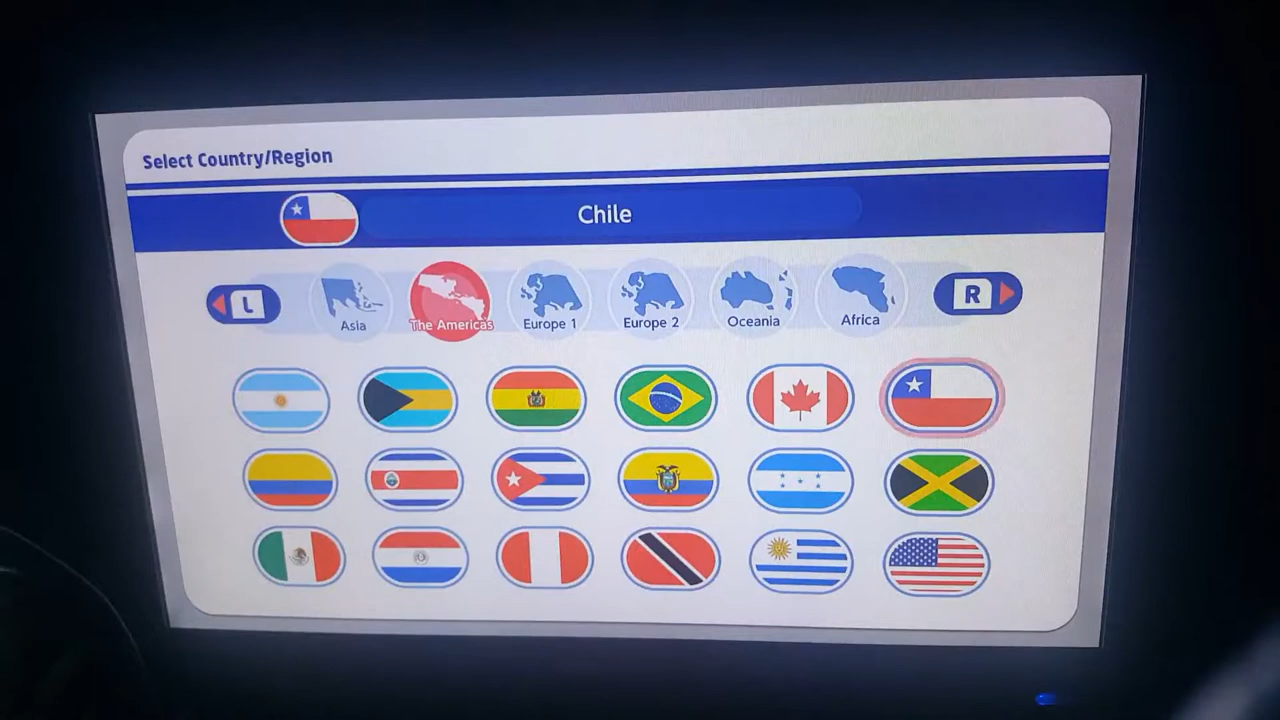 Select Country/Region
Chile
L
Asia
The Americas
Europe 1
Europe 2
Oceania
Africa
R